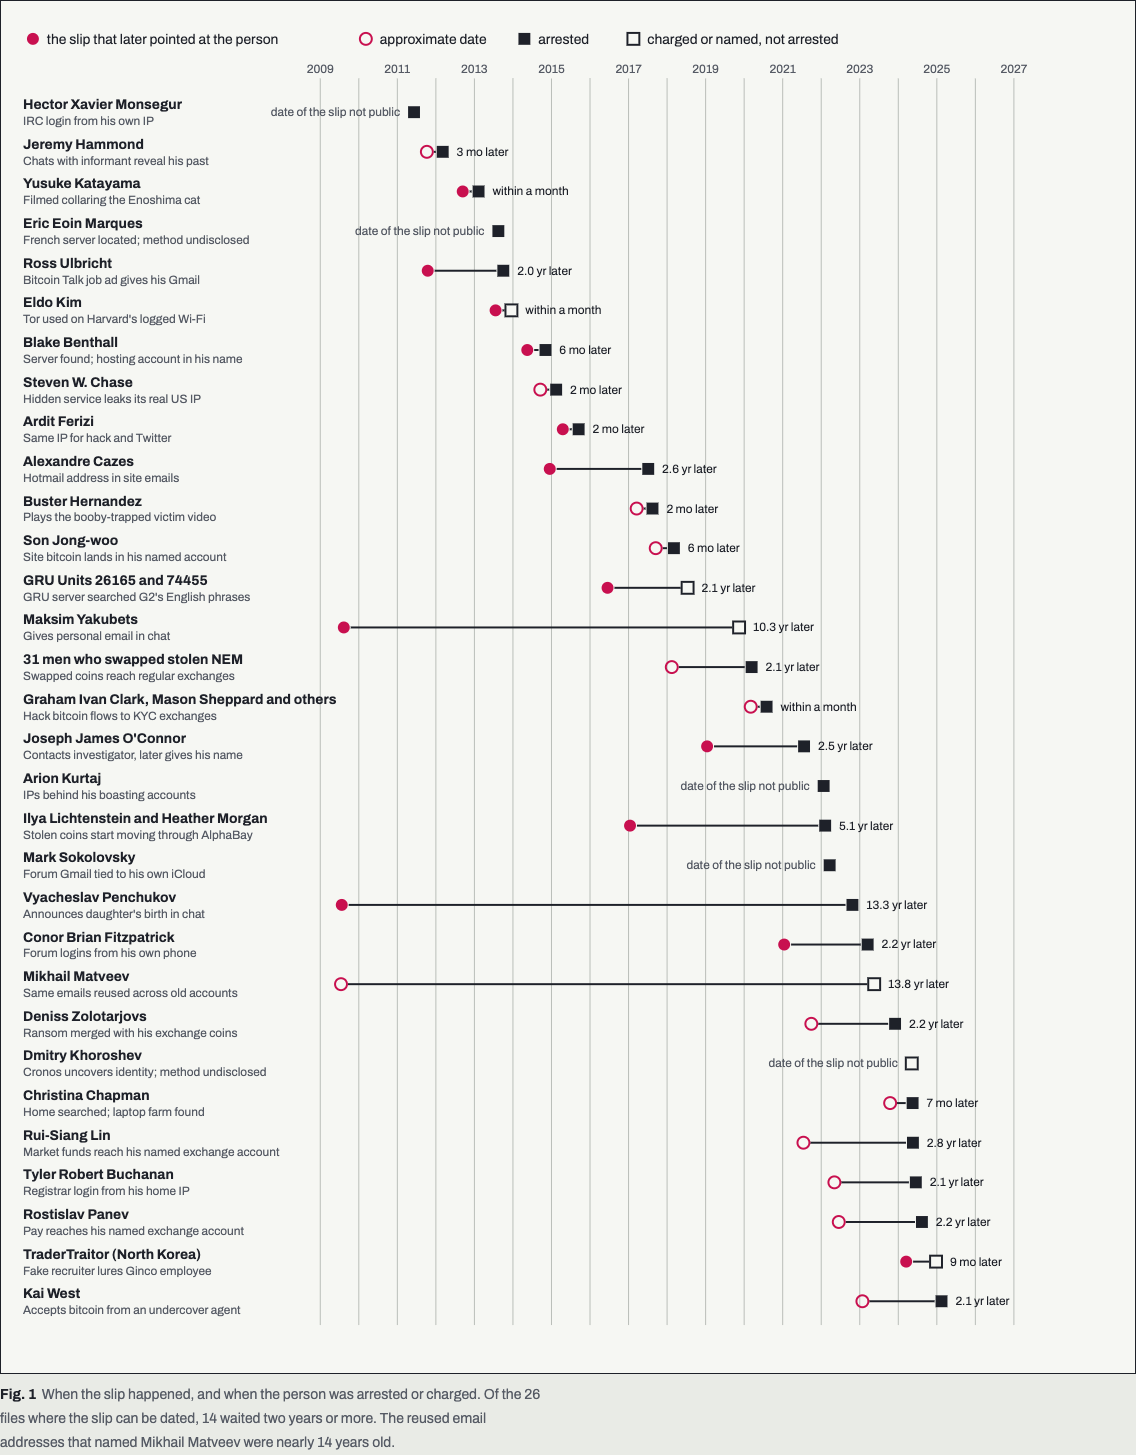 the slip that later pointed at the person approximate date arrested charged or named, not arrested
2009 2011 2013 2015 2017 2019 2021 2023 2025 2027
Hector Xavier Monsegur
IRC login from his own IP
date of the slip not public
Jeremy Hammond
Chats with informant reveal his past
3 mo later
Yusuke Katayama
Filmed collaring the Enoshima cat
within a month
Eric Eoin Marques
French server located; method undisclosed
date of the slip not public
Ross Ulbricht
Bitcoin Talk job ad gives his Gmail
2.0 yr later
Eldo Kim
Tor used on Harvard's logged Wi-Fi
within a month
Blake Benthall
Server found; hosting account in his name
6 mo later
Steven W. Chase
Hidden service leaks its real US IP
2 mo later
Ardit Ferizi
Same IP for hack and Twitter
2 mo later
Alexandre Cazes
Hotmail address in site emails
2.6 yr later
Buster Hernandez
Plays the booby-trapped victim video
2 mo later
Son Jong-woo
Site bitcoin lands in his named account
6 mo later
GRU Units 26165 and 74455
GRU server searched G2's English phrases
2.1 yr later
Maksim Yakubets
Gives personal email in chat
10.3 yr later
31 men who swapped stolen NEM
Swapped coins reach regular exchanges
2.1 yr later
Graham Ivan Clark, Mason Sheppard and others
Hack bitcoin flows to KYC exchanges
within a month
Joseph James O'Connor
Contacts investigator, later gives his name
2.5 yr later
Arion Kurtaj
IPs behind his boasting accounts
date of the slip not public
Ilya Lichtenstein and Heather Morgan
Stolen coins start moving through AlphaBay
5.1 yr later
Mark Sokolovsky
Forum Gmail tied to his own iCloud
date of the slip not public
Vyacheslav Penchukov
Announces daughter's birth in chat
13.3 yr later
Conor Brian Fitzpatrick
Forum logins from his own phone
2.2 yr later
Mikhail Matveev
Same emails reused across old accounts
13.8 yr later
Deniss Zolotarjovs
Ransom merged with his exchange coins
2.2 yr later
Dmitry Khoroshev
Cronos uncovers identity; method undisclosed
date of the slip not public
Christina Chapman
Home searched; laptop farm found
7 mo later
Rui-Siang Lin
Market funds reach his named exchange account
2.8 yr later
Tyler Robert Buchanan
Registrar login from his home IP
2.1 yr later
Rostislav Panev
Pay reaches his named exchange account
2.2 yr later
TraderTraitor (North Korea)
Fake recruiter lures Ginco employee
9 mo later
Kai West
Accepts bitcoin from an undercover agent
2.1 yr later
Fig. 1 When the slip happened, and when the person was arrested or charged. Of the 26
files where the slip can be dated, 14 waited two years or more. The reused email
addresses that named Mikhail Matveev were nearly 14 years old.